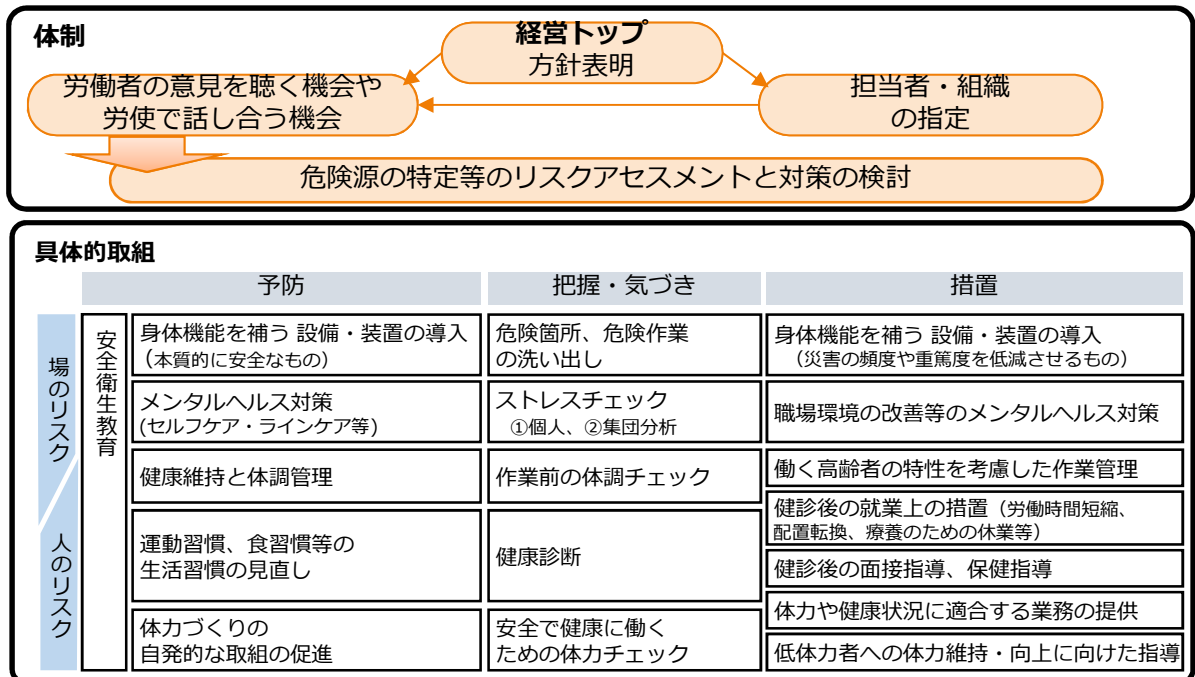 体制
経営トップ
方針表明
労働者の意見を聴く機会や
労使で話し合う機会
担当者・組織
の指定
危険源の特定等のリスクアセスメントと対策の検討
具体的取組
予防
把握・気づき
措置
場のリスク
人のリスク
安全衛生教育
身体機能を補う 設備・装置の導入
（本質的に安全なもの）
危険箇所、危険作業
の洗い出し
身体機能を補う 設備・装置の導入
（災害の頻度や重篤度を低減させるもの）
メンタルヘルス対策
(セルフケア・ラインケア等)
ストレスチェック
①個人、②集団分析
職場環境の改善等のメンタルヘルス対策
健康維持と体調管理
作業前の体調チェック
働く高齢者の特性を考慮した作業管理
運動習慣、食習慣等の
生活習慣の見直し
健康診断
健診後の就業上の措置（労働時間短縮、
配置転換、療養のための休業等）
健診後の面接指導、保健指導
体力づくりの
自発的な取組の促進
安全で健康に働く
ための体力チェック
体力や健康状況に適合する業務の提供
低体力者への体力維持・向上に向けた指導